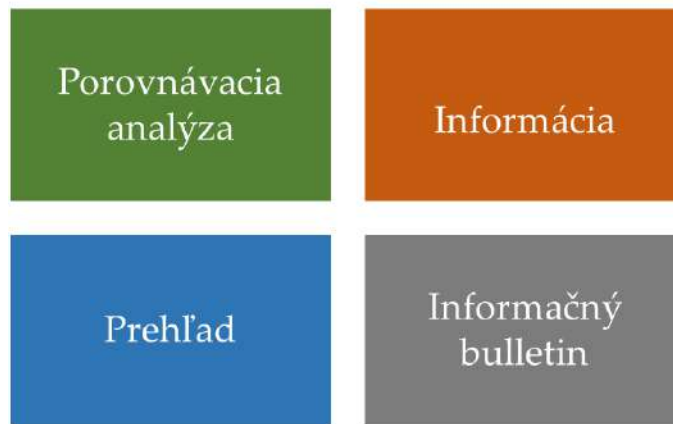 Porovnávacia
analýza
Informácia
Prehľad
Informačný
bulletin